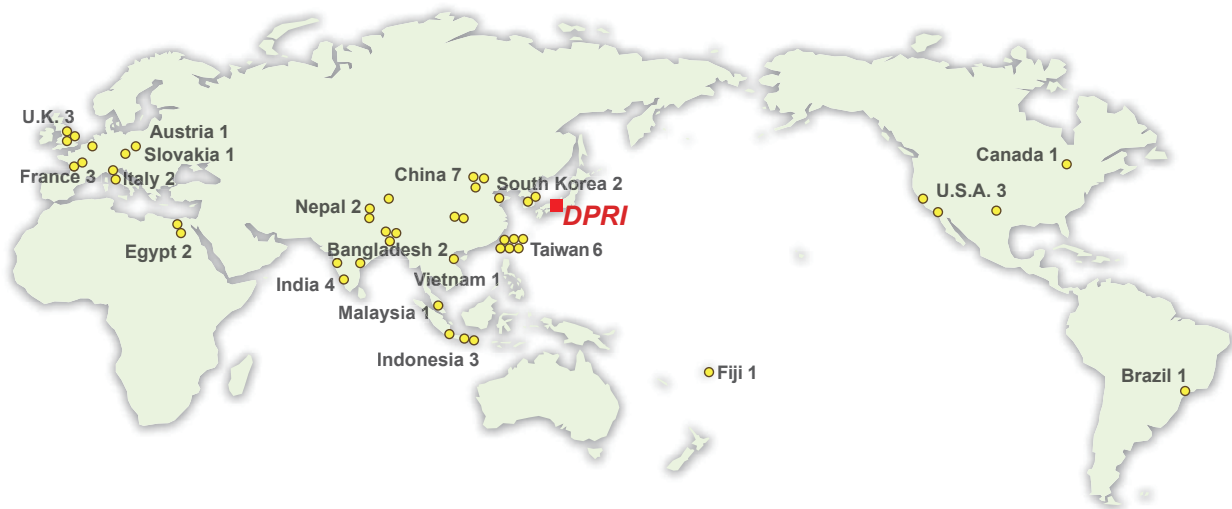 U.K. 3
Austria 1
Slovakia 1
France 3
Italy 2
Egypt 2
China 7
South Korea 2
Nepal 2
DPRI
Bangladesh 2
Taiwan 6
India 4
Vietnam 1
Malaysia 1
Indonesia 3
Fiji 1
Canada 1
U.S.A. 3
Brazil 1